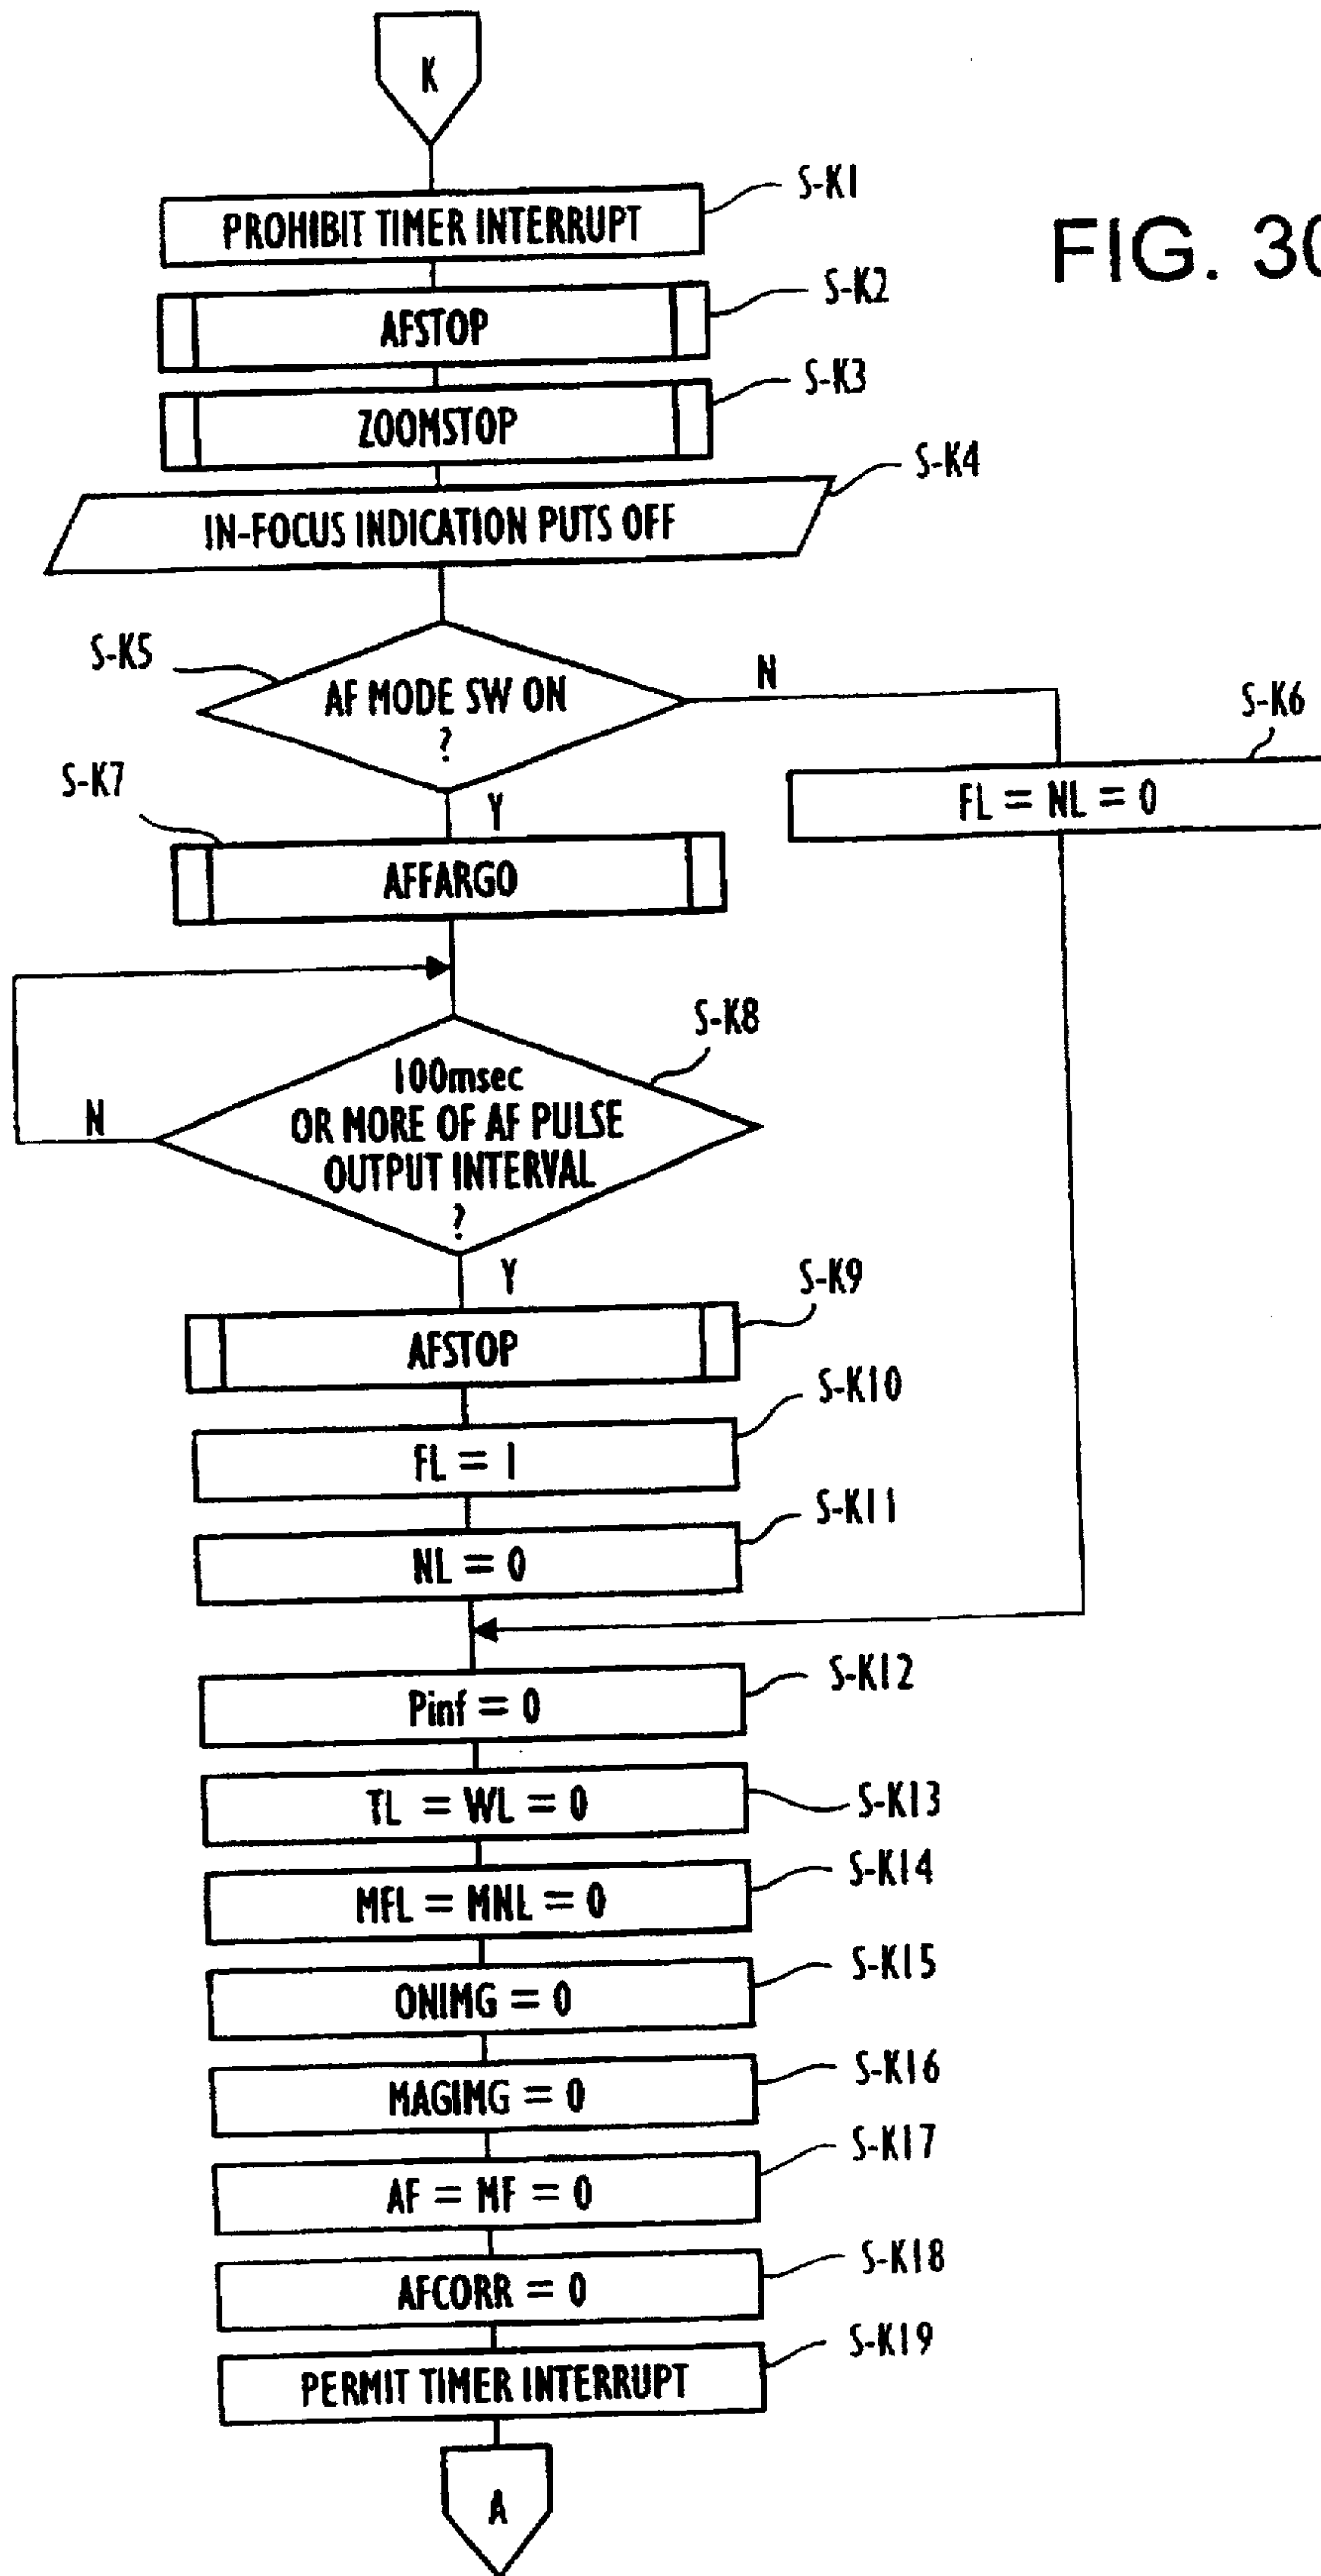 K
PROHIBIT TIMER INTERRUPT
S-K1
FIG. 30
AFSTOP
S-K2
ZOOMSTOP
S-K3
IN-FOCUS INDICATION PUTS OFF
S-K4
S-K5
AF MODE SW ON
?
N
S-K6
FL = NL = 0
Y
S-K7
AFFARGO
S-K8
100msec
OR MORE OF AF PULSE
OUTPUT INTERVAL
?
N
Y
S-K9
AFSTOP
S-K10
FL = 1
S-K11
NL = 0
S-K12
Pinf = 0
S-K13
TL = WL = 0
S-K14
MFL = MNL = 0
S-K15
ONIMG = 0
S-K16
MAGIMG = 0
S-K17
AF = MF = 0
S-K18
AFCORR = 0
S-K19
PERMIT TIMER INTERRUPT
A